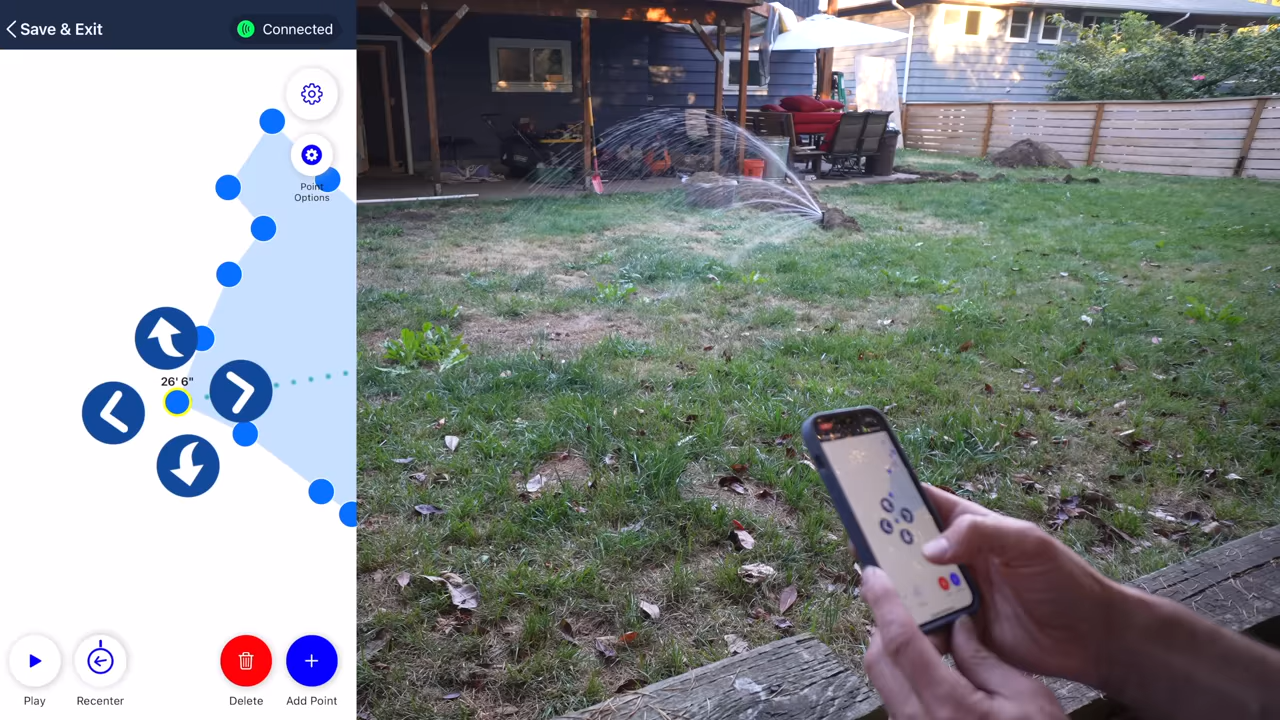 Save & Exit
Connected
Point
Options
26' 6"
Play
Recenter
Delete
Add Point